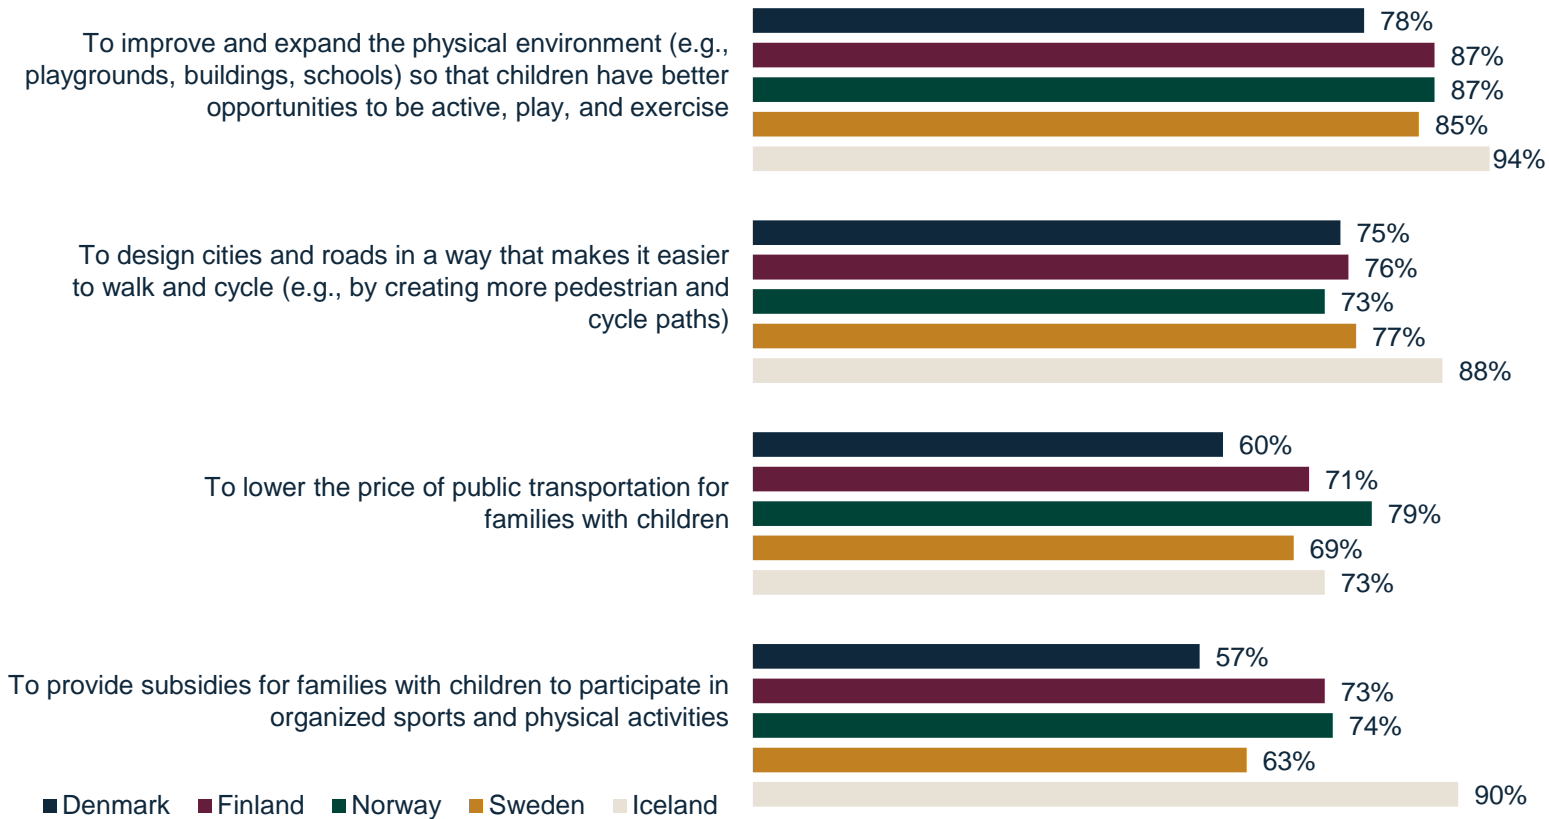 To improve and expand the physical environment (e.g.,
playgrounds, buildings, schools) so that children have better
opportunities to be active, play, and exercise
78%
87%
87%
85%
94%
To design cities and roads in a way that makes it easier
to walk and cycle (e.g., by creating more pedestrian and
cycle paths)
75%
76%
73%
77%
88%
To lower the price of public transportation for
families with children
60%
71%
79%
69%
73%
To provide subsidies for families with children to participate in
organized sports and physical activities
57%
73%
74%
63%
90%
Denmark Finland Norway Sweden Iceland